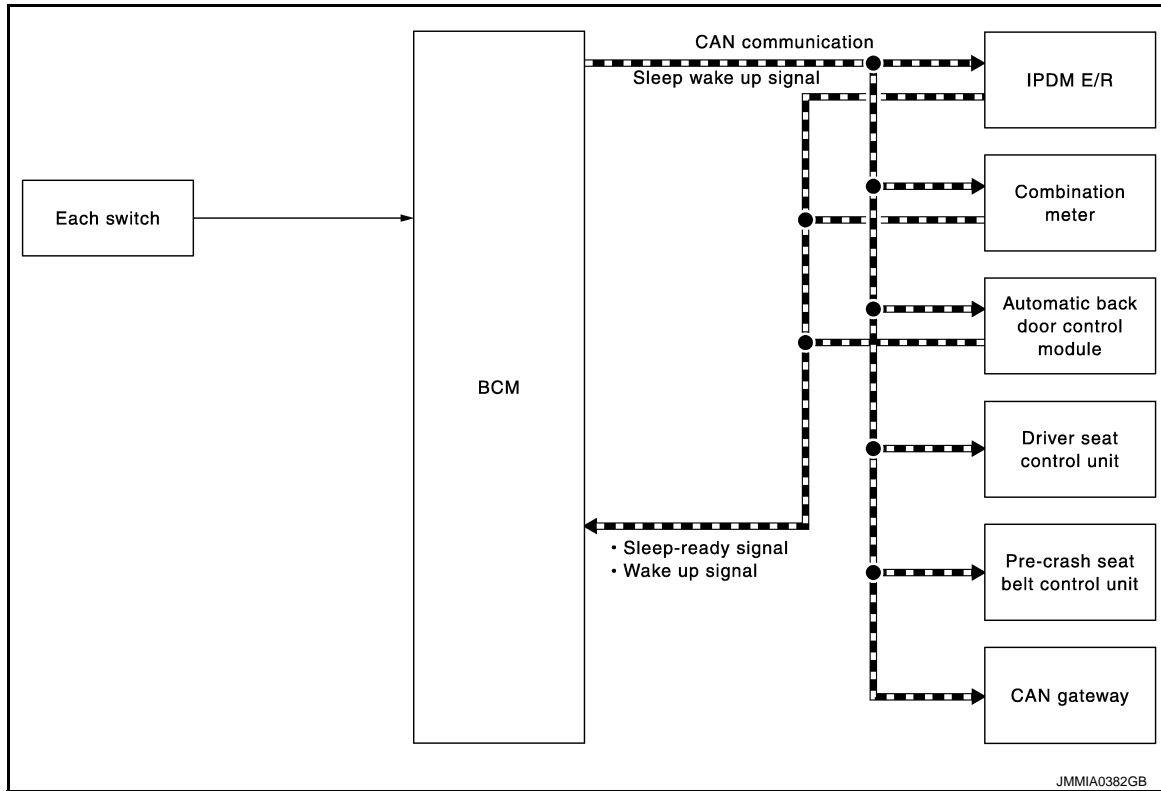 CAN communication
Sleep wake up signal
IPDM E/R
Each switch
Combination
meter
Automatic back
door control
module
BCM
Driver seat
control unit
• Sleep-ready signal
• Wake up signal
Pre-crash seat
belt control unit
CAN gateway
JMMIA0382GB